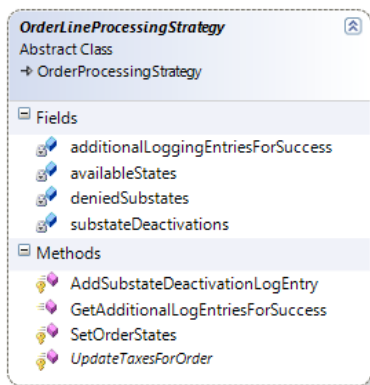 OrderLineProcessingStrategy
Abstract Class
→ OrderProcessingStrategy
Fields
additionalLoggingEntriesForSuccess
availableStates
deniedSubstates
substateDeactivations
Methods
AddSubstateDeactivationLogEntry
GetAdditionalLogEntriesForSuccess
SetOrderStates
UpdateTaxesForOrder